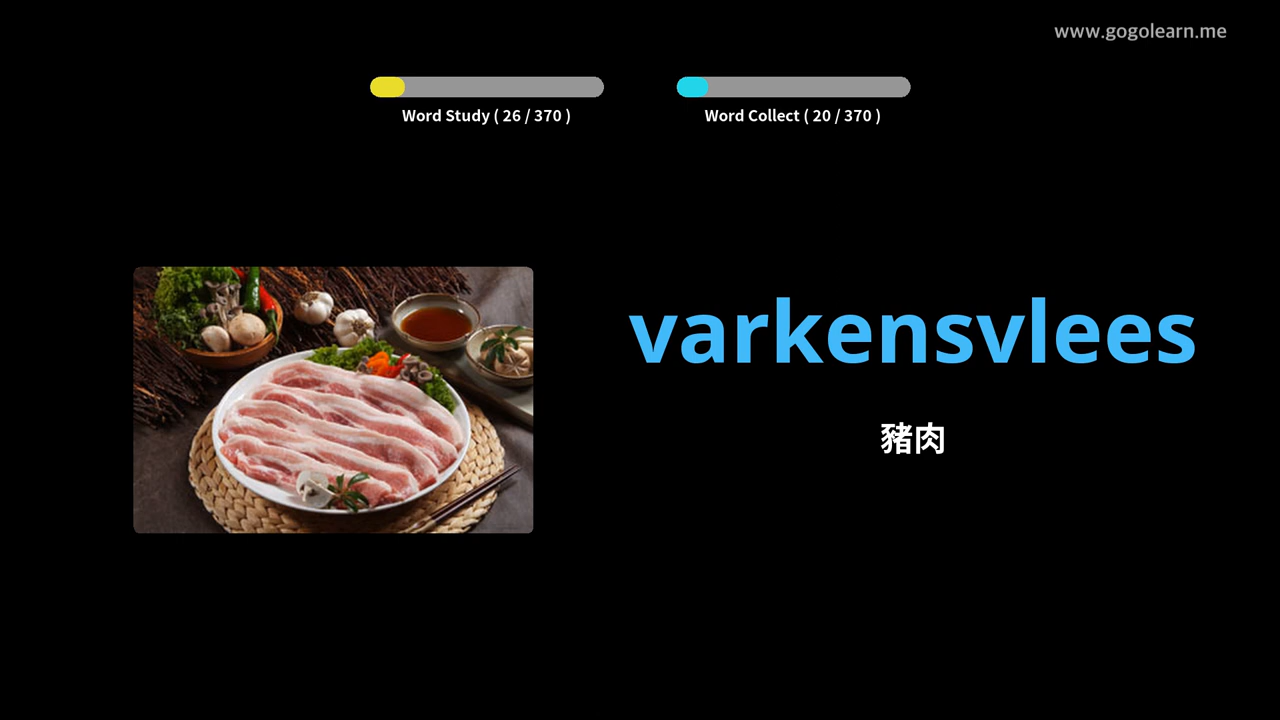 www.gogolearn.me
Word Study ( 26 / 370 )
Word Collect ( 20 / 370 )
varkensvlees
豬肉